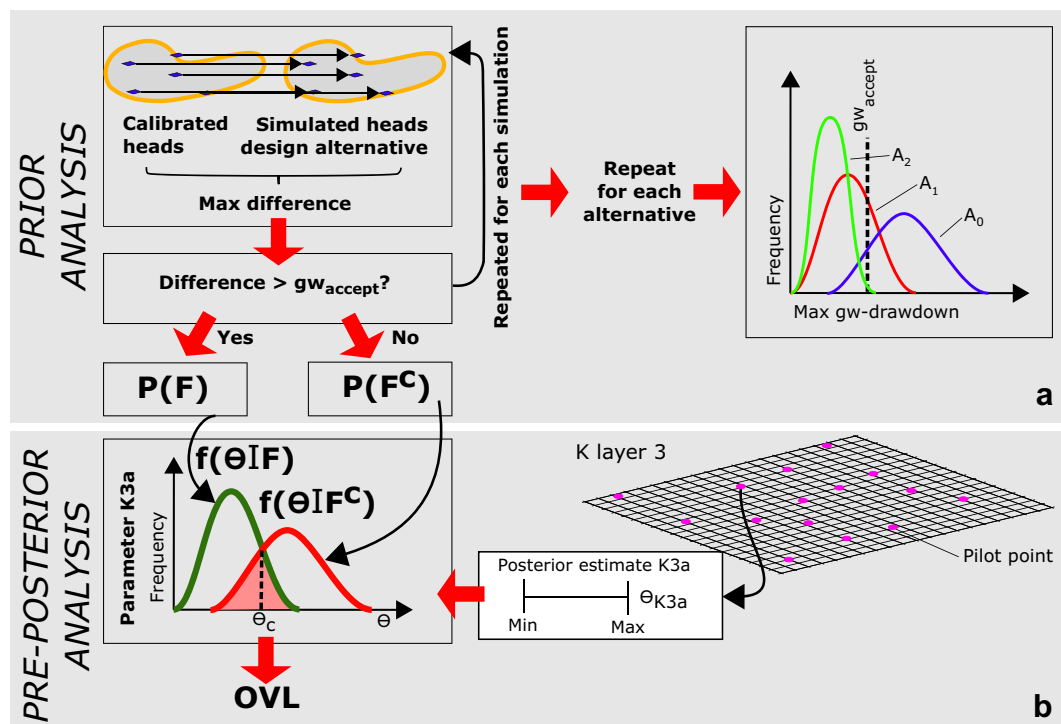 PRIOR
ANALYSIS
Calibrated
heads
Simulated heads
design alternative
Max difference
Difference > gwaccept?
Yes
No
P(F)
P(Fᶜ)
Repeated for each simulation
Repeat
for each
alternative
Frequency
gwaccept
A₂
A₁
A₀
Max gw-drawdown
a
PRE-POSTERIOR
ANALYSIS
Parameter K3a
Frequency
f(ΘIF)
f(ΘIFᶜ)
Θc
Θ
OVL
K layer 3
Pilot point
Posterior estimate K3a
ΘK3a
Min
Max
b